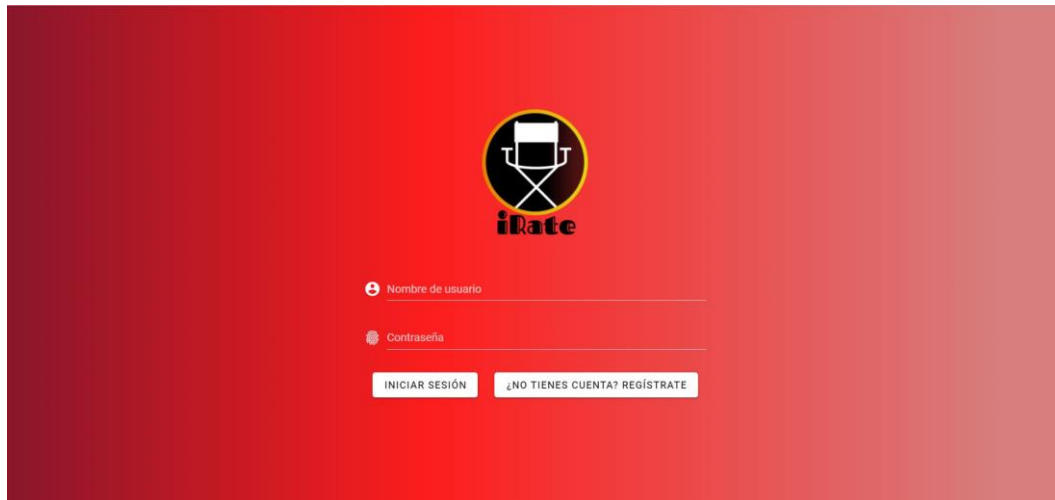 iRate
Nombre de usuario
Contraseña
INICIAR SESIÓN
¿NO TIENES CUENTA? REGÍSTRATE